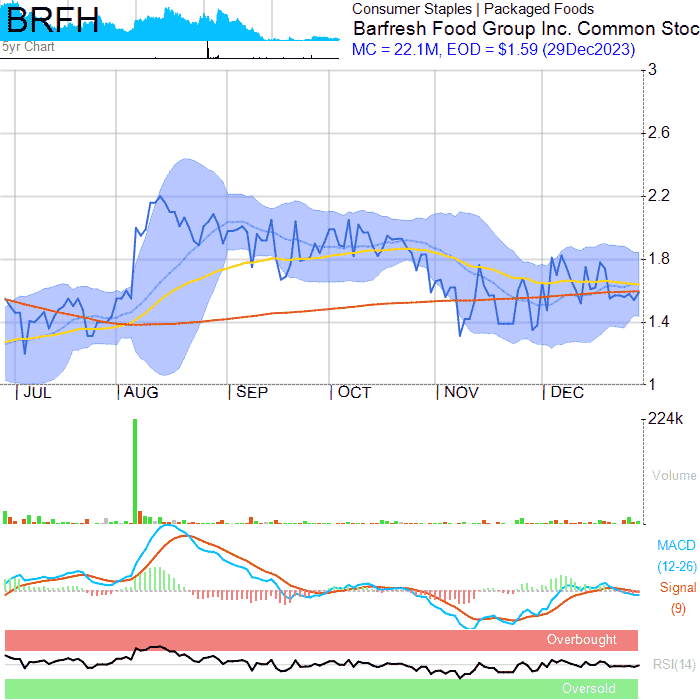 BRFH
5yr Chart
Consumer Staples | Packaged Foods
Barfresh Food Group Inc. Common Stoc
MC = 22.1M, EOD = $1.59 (29Dec2023)
3
2.6
2.2
1.8
1.4
1
JUL
AUG
SEP
OCT
NOV
DEC
224k
Volume
MACD
(12-26)
Signal
(9)
Overbought
RSI(14)
Oversold